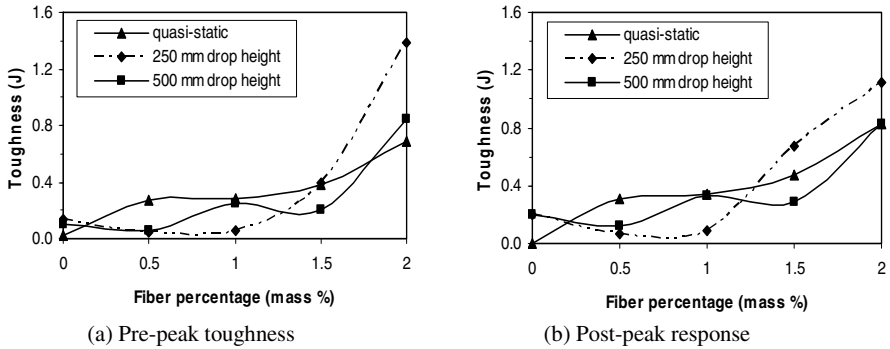 Toughness (J)
1.6
1.2
0.8
0.4
0.0
quasi-static
250 mm drop height
500 mm drop height
0
0.5
1
1.5
2
Fiber percentage (mass %)
(a) Pre-peak toughness
Toughness (J)
1.6
1.2
0.8
0.4
0.0
quasi-static
250 mm drop height
500 mm drop height
0
0.5
1
1.5
2
Fiber percentage (mass %)
(b) Post-peak response